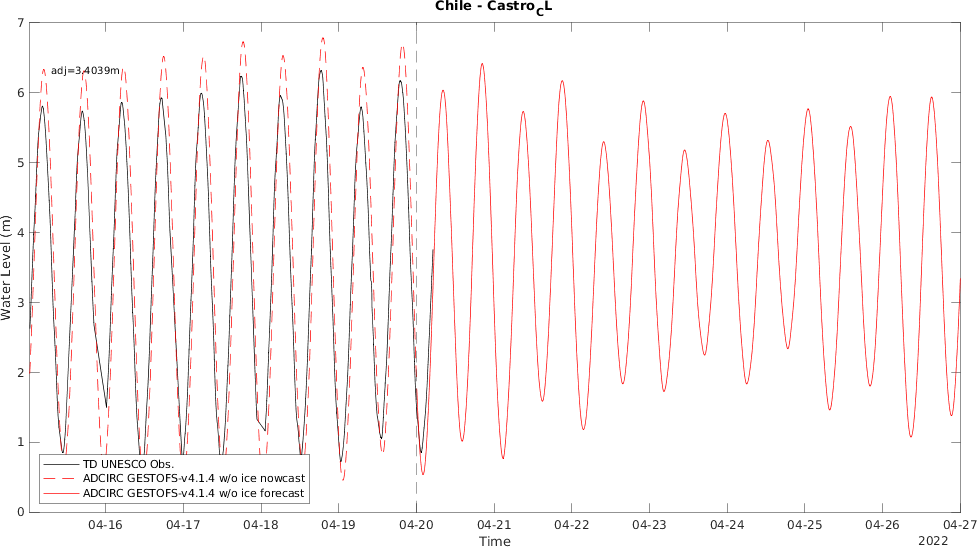 Chile - Castro_CL
7
adj=3.4039m
6
5
4
3
2
1
0
Water Level (m)
TD UNESCO Obs.
ADCIRC GESTOFS-v4.1.4 w/o ice nowcast
ADCIRC GESTOFS-v4.1.4 w/o ice forecast
04-16 04-17 04-18 04-19 04-20 04-21 04-22 04-23 04-24 04-25 04-26 04-27
Time
2022